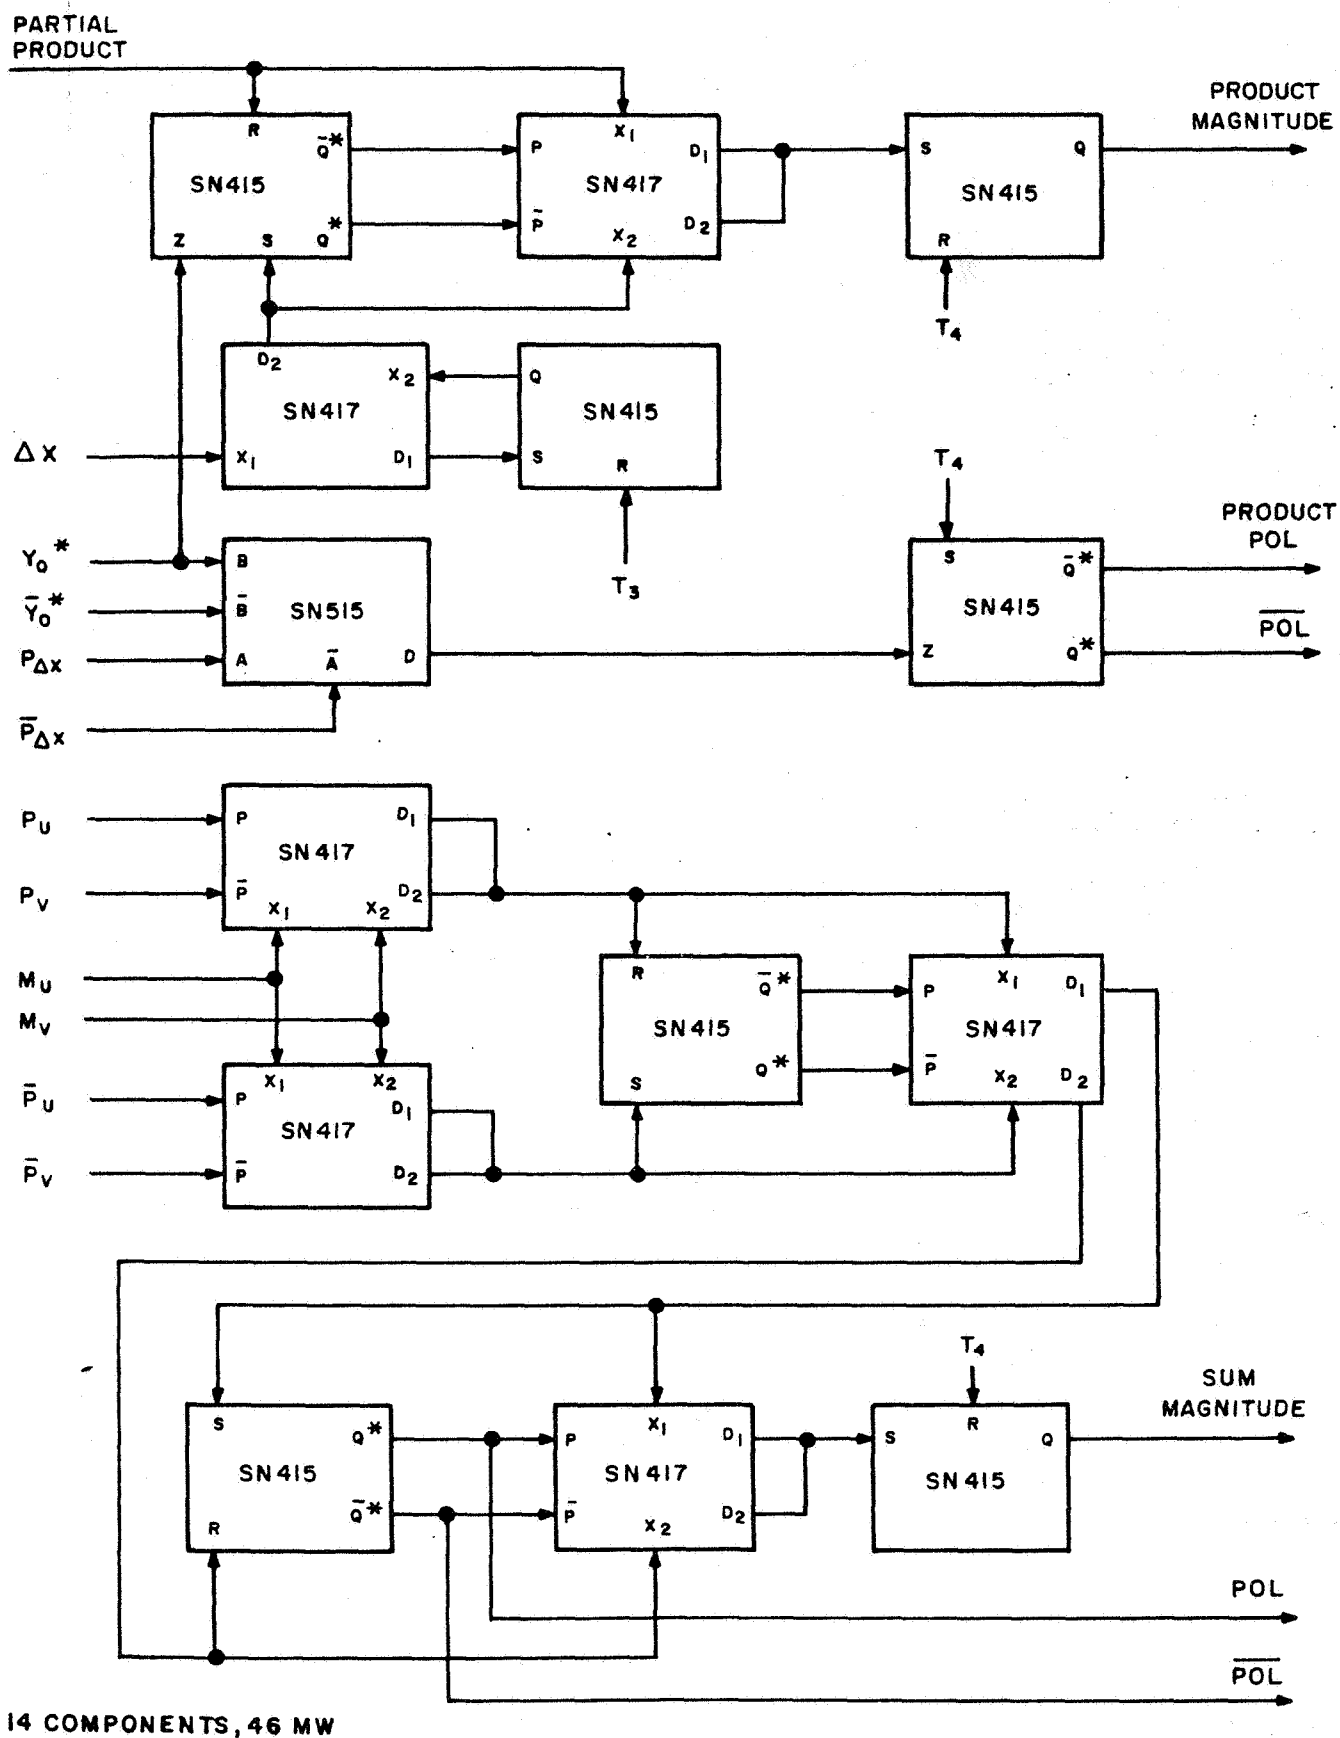 PARTIAL
PRODUCT
PRODUCT
MAGNITUDE
R
Q̅*
SN415
Z S Q*
X₁
P D₁
SN417
P̅ D₂
X₂
S Q
SN415
R
T₄
D₂
X₂
SN417
X₁ D₁
Q
SN415
S R
T₃
ΔX
Y₀*
Y̅₀*
PΔX
P̅ΔX
B
B̅ SN515
A A̅ D
T₄
S Q̅*
SN415
Z Q*
PRODUCT
POL
P̅O̅L̅
PU
PV
MU
MV
P̅U
P̅V
P D₁
SN417
P̅ D₂
X₁ X₂
X₁ X₂
P D₁
SN417
P̅ D₂
R Q̅*
SN415
S Q*
X₁ D₁
P
SN417
P̅ X₂ D₂
S
Q*
SN415
R Q̅*
X₁
P D₁
SN417
P̅ D₂
X₂
T₄
R
S Q
SN415
SUM
MAGNITUDE
POL
P̅O̅L̅
14 COMPONENTS, 46 MW